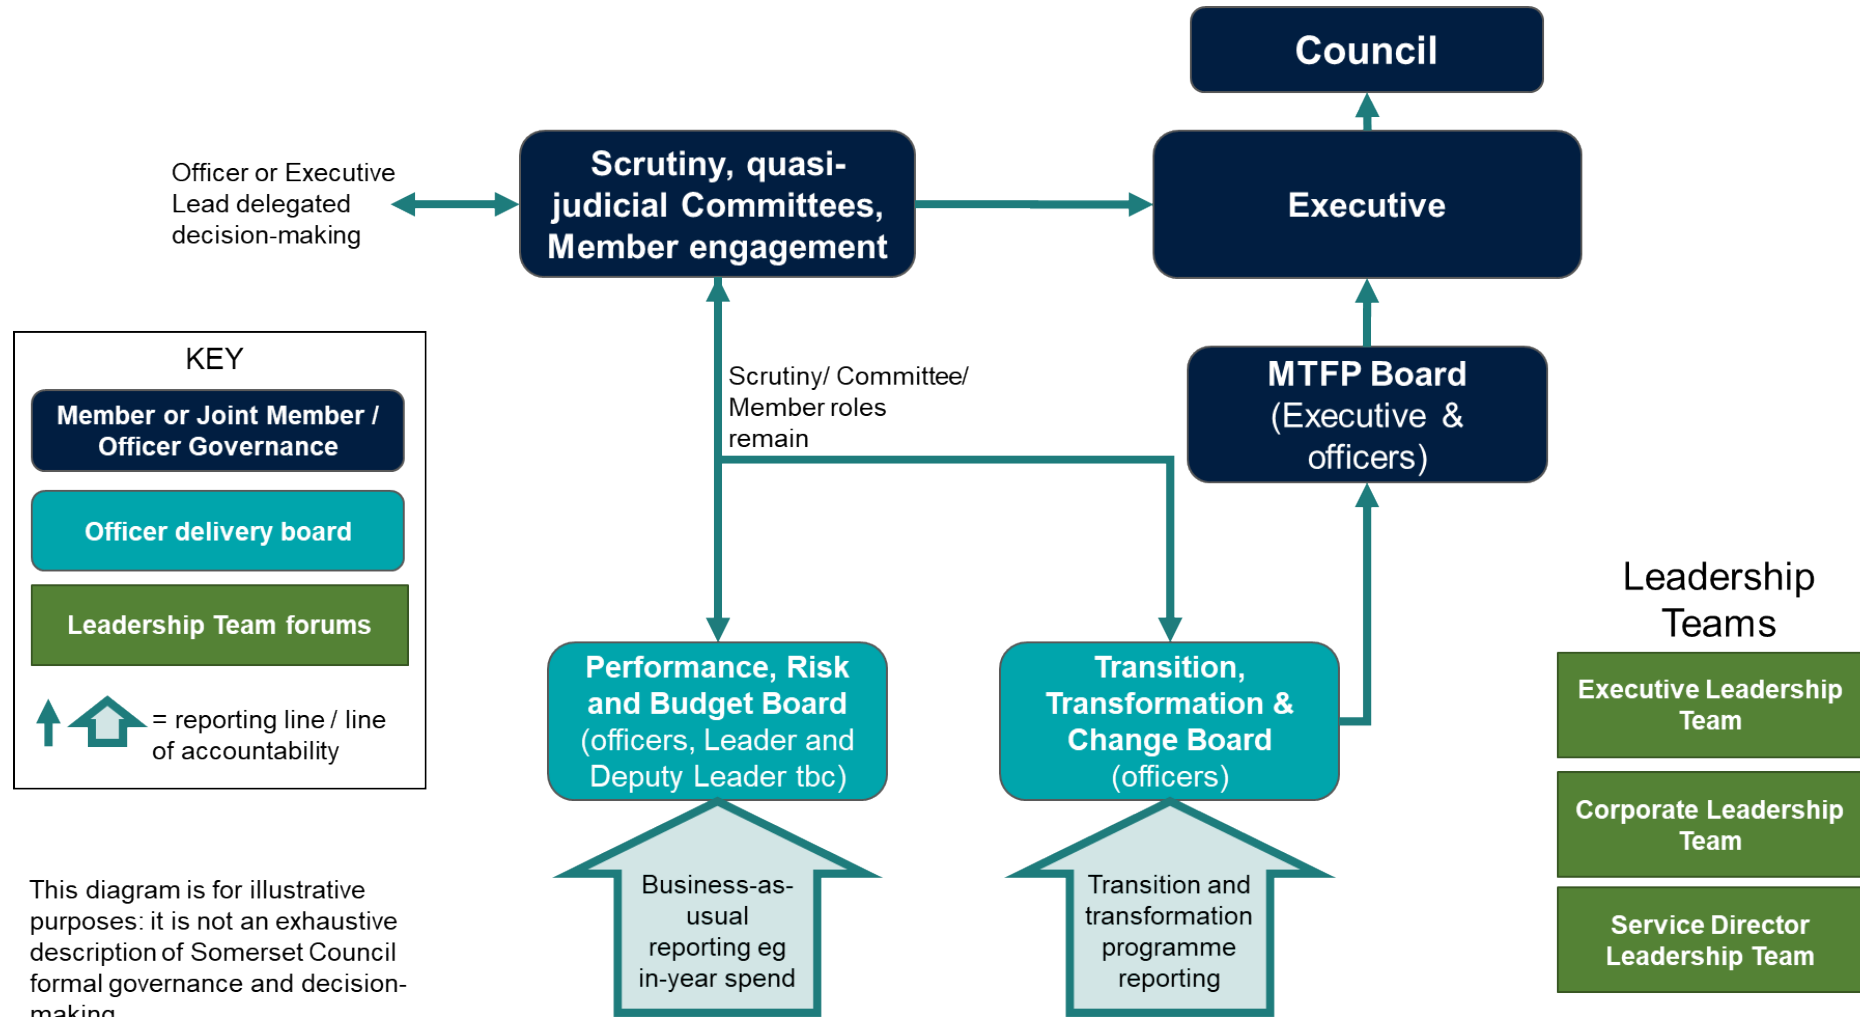 Council
Scrutiny, quasi-
judicial Committees,
Member engagement
Executive
Officer or Executive
Lead delegated
decision-making
KEY
Member or Joint Member /
Officer Governance
Officer delivery board
Leadership Team forums
= reporting line / line
of accountability
Scrutiny/ Committee/
Member roles
remain
MTFP Board
(Executive &
officers)
Performance, Risk
and Budget Board
(officers, Leader and
Deputy Leader tbc)
Transition,
Transformation &
Change Board
(officers)
Leadership
Teams
Executive Leadership
Team
Corporate Leadership
Team
Service Director
Leadership Team
Business-as-
usual
reporting eg
in-year spend
Transition and
transformation
programme
reporting
This diagram is for illustrative
purposes: it is not an exhaustive
description of Somerset Council
formal governance and decision-
making